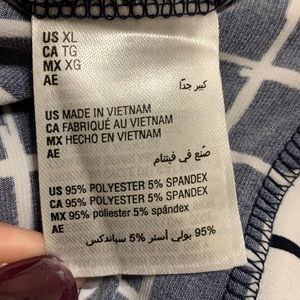 US XL
CA TG
MX XG
AE
كبير جدًا
US MADE IN VIETNAM
CA FABRIQUÉ AU VIETNAM
MX HECHO EN VIETNAM
AE
صُنع في فيتنام
US 95% POLYESTER 5% SPANDEX
CA 95% POLYESTER 5% SPANDEX
MX 95% poliester 5% spándex
AE
95% بولي أستر 5% سباندكس